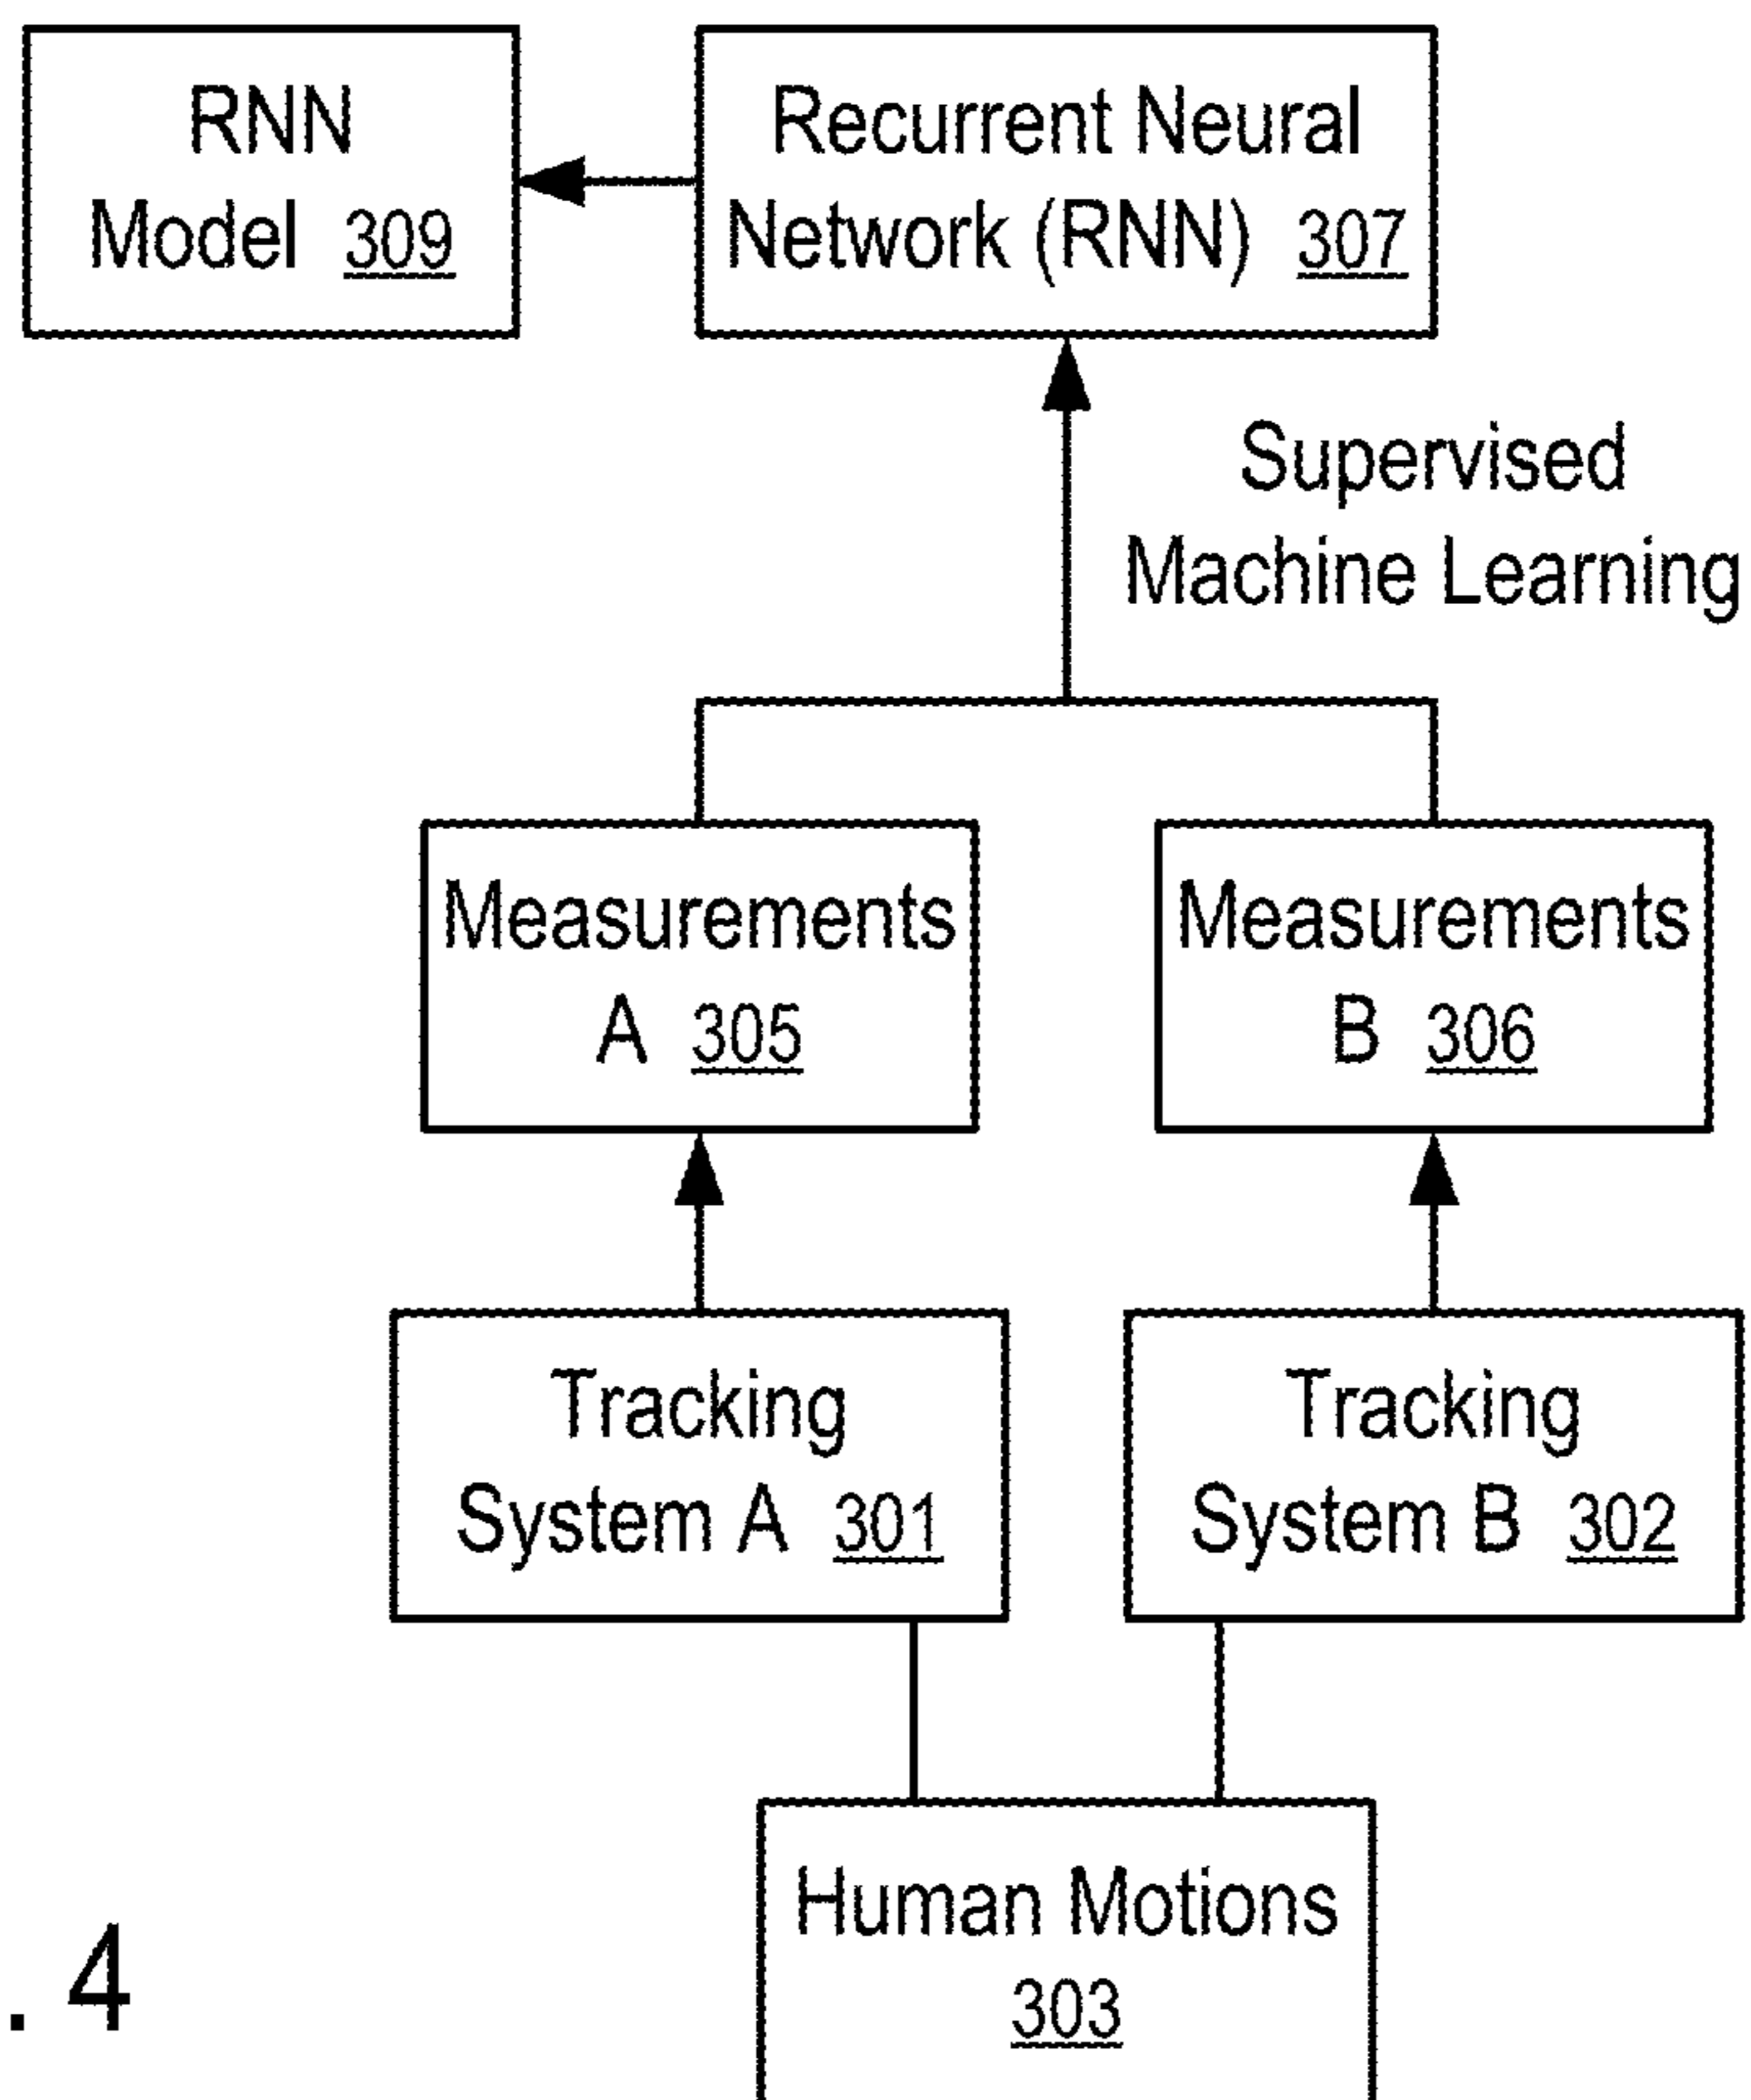 RNN
Model 309
Recurrent Neural
Network (RNN) 307
Supervised
Machine Learning
Measurements
A 305
Measurements
B 306
Tracking
System A 301
Tracking
System B 302
Human Motions
303
. 4